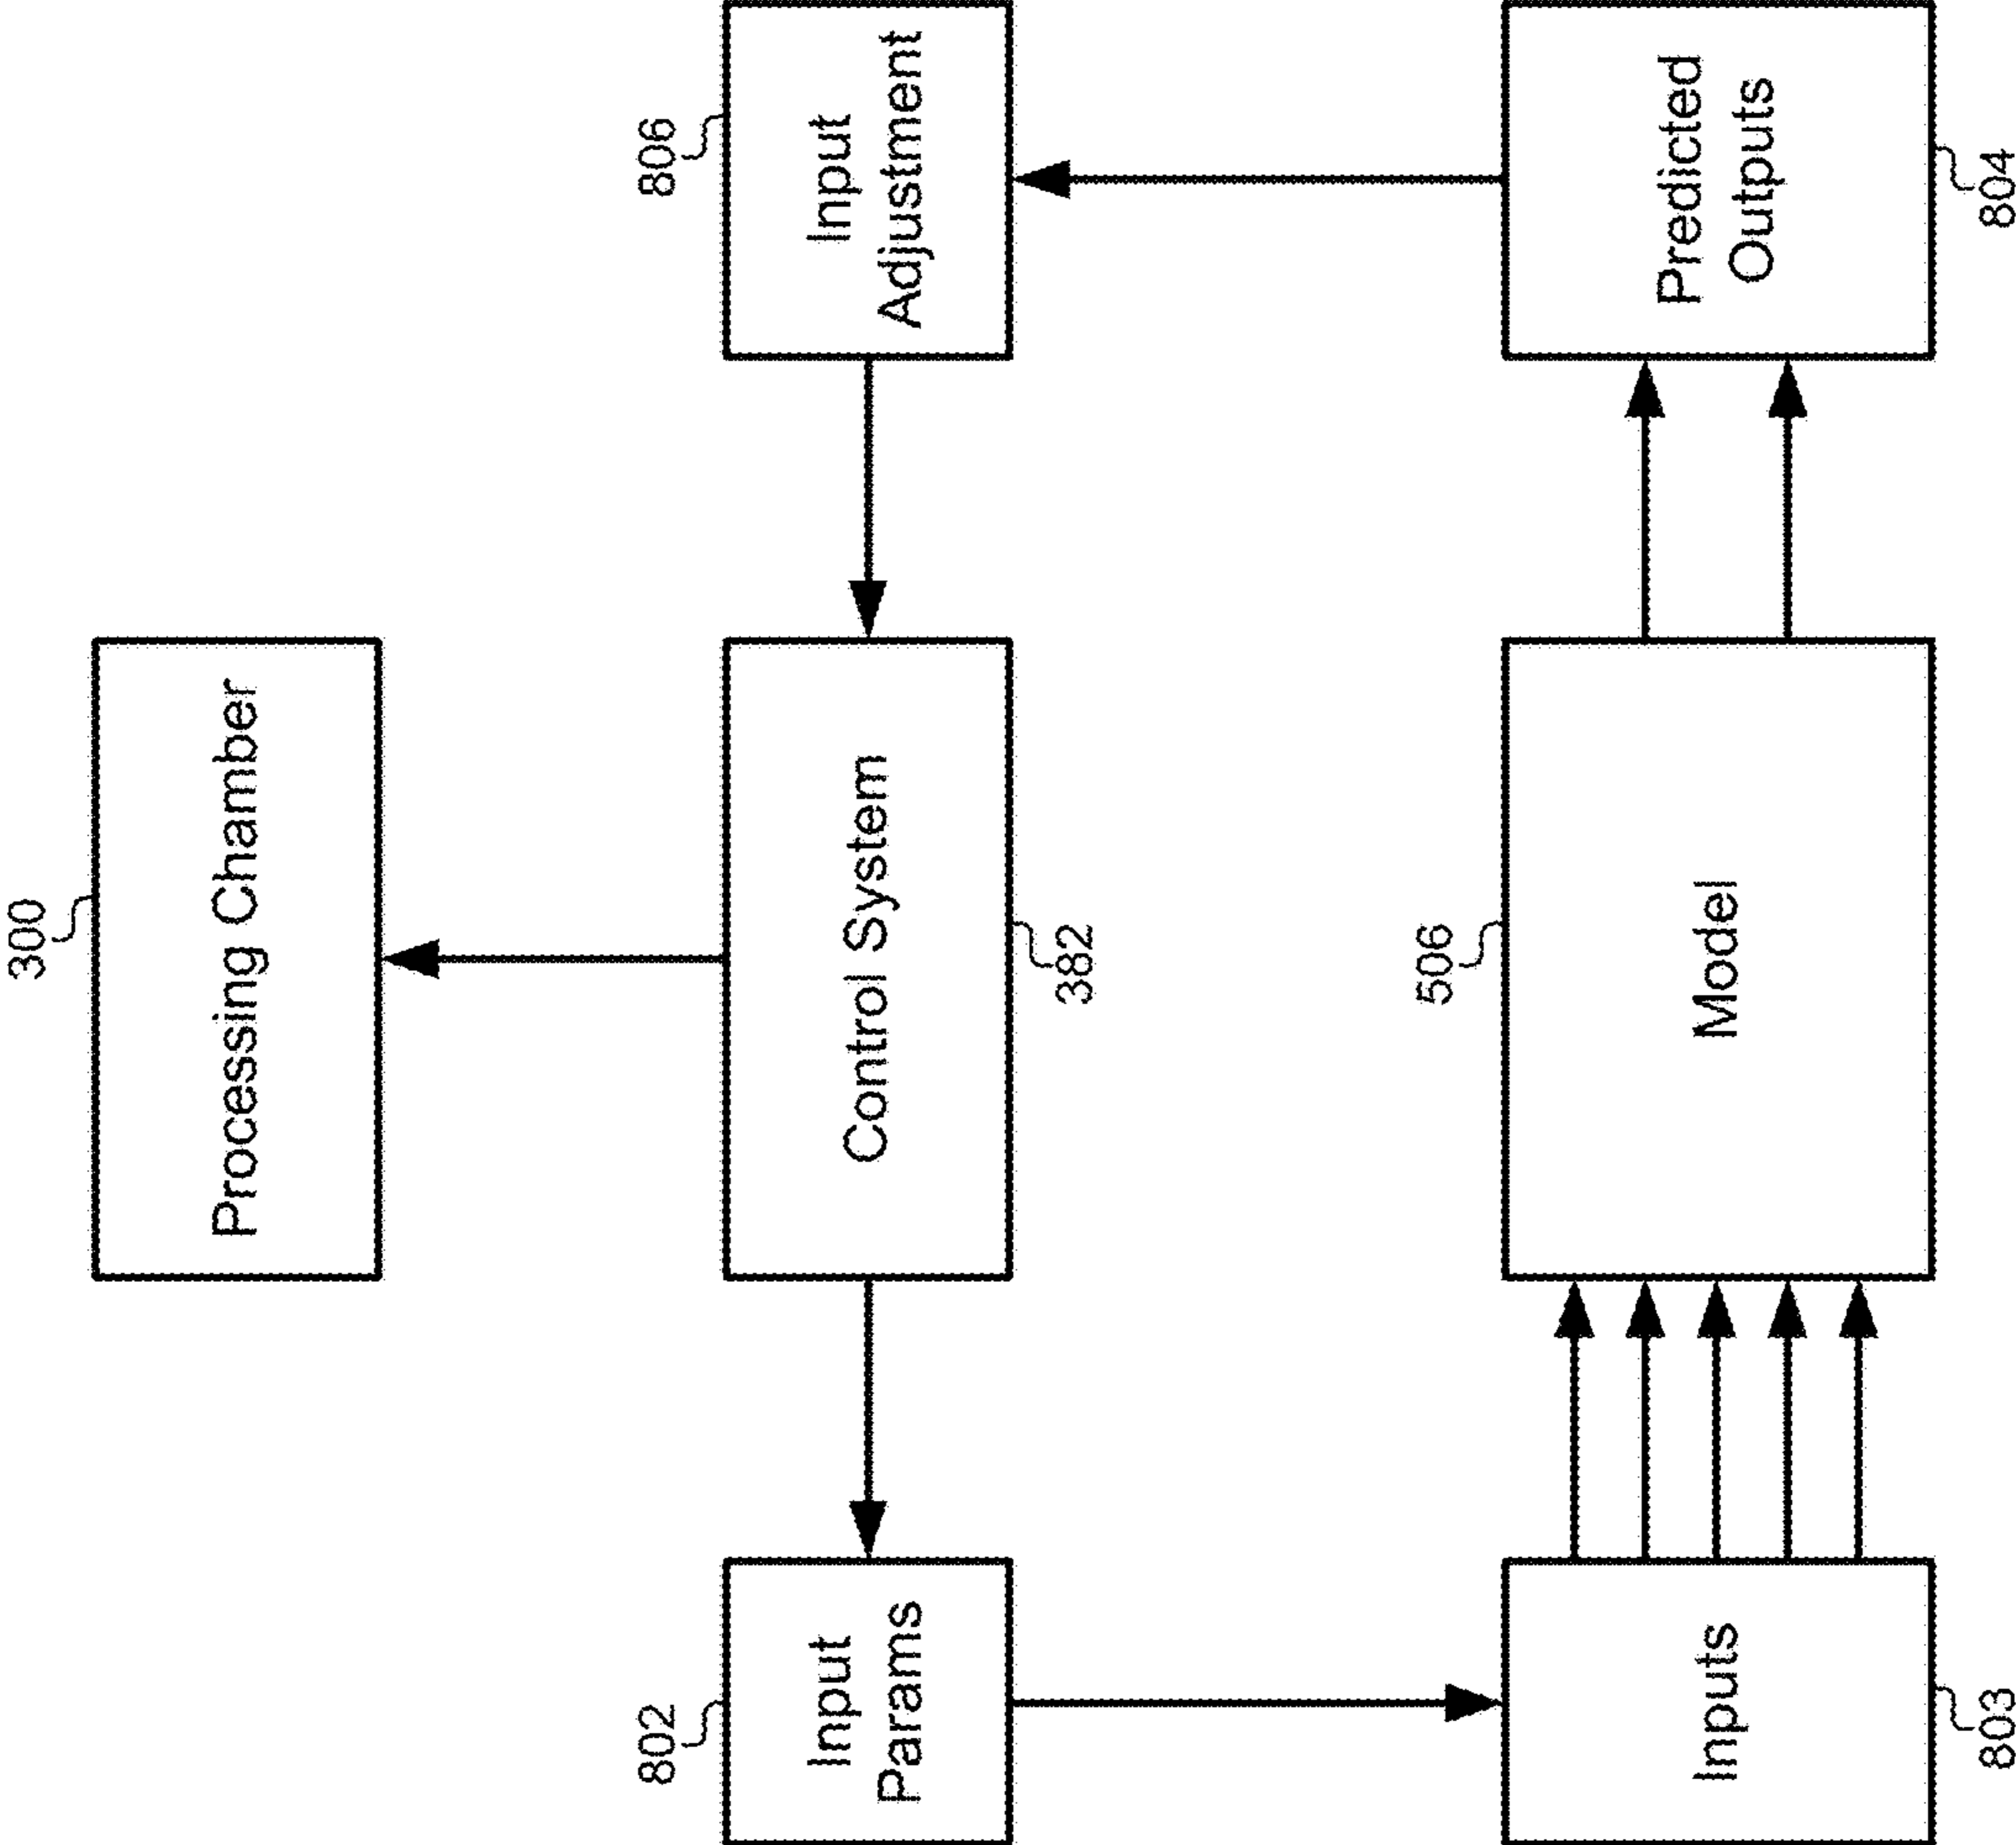 300
Processing Chamber
802
Input
Params
Control System
382
806
Input
Adjustment
803
Inputs
506
Model
Predicted
Outputs
804